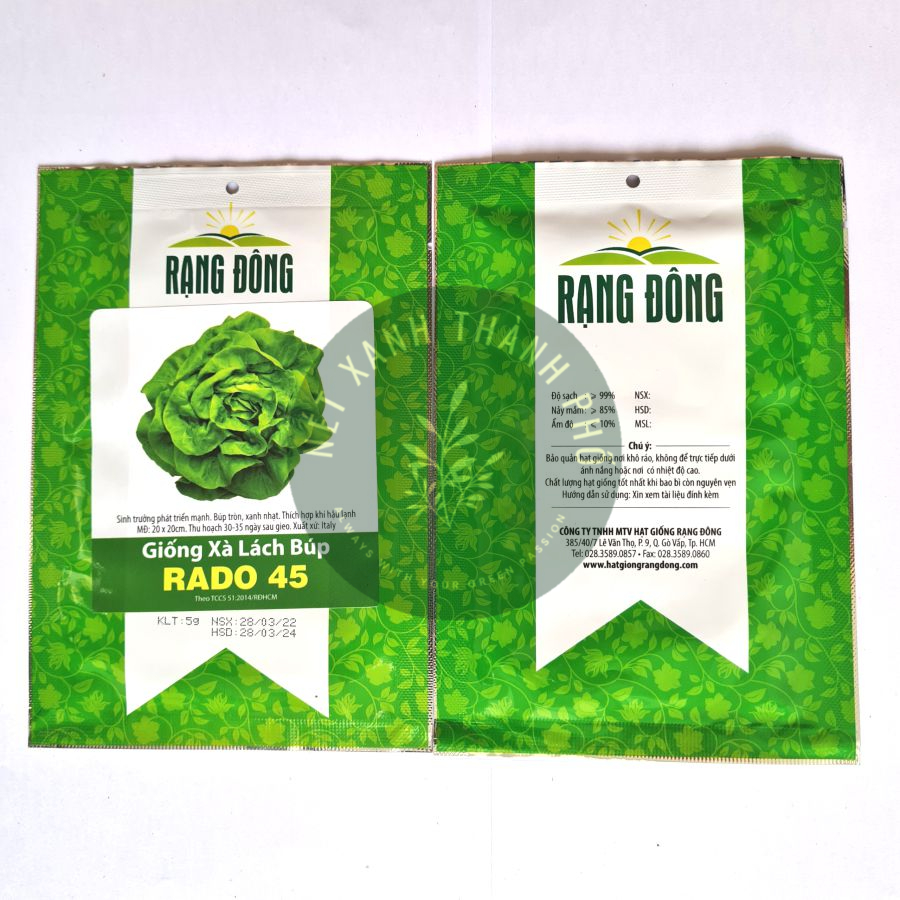 RẠNG ĐÔNG
Sinh trưởng phát triển mạnh. Búp tròn, xanh nhạt. Thích hợp khí hậu lạnh
MĐ: 20 x 20cm. Thu hoạch 30-35 ngày sau gieo. Xuất xứ: Italy
Giống Xà Lách Búp
RADO 45
Theo TCCS 51:2014/RĐHCM
KLT:5g NSX:28/03/22
HSD:28/03/24
RẠNG ĐÔNG
Độ sạch : ≥ 99% NSX:
Nảy mầm: ≥ 85% HSD:
Ẩm độ : ≤ 10% MSL:
Chú ý:
Bảo quản hạt giống nơi khô ráo, không để trực tiếp dưới
ánh nắng hoặc nơi có nhiệt độ cao.
Chất lượng hạt giống tốt nhất khi bao bì còn nguyên vẹn
Hướng dẫn sử dụng: Xin xem tài liệu đính kèm
CÔNG TY TNHH MTV HẠT GIỐNG RẠNG ĐÔNG
385/40/7 Lê Văn Thọ, P. 9, Q. Gò Vấp, Tp. HCM
Tel: 028.3589.0857 • Fax: 028.3589.0860
www.hatgiongrangdong.com
XANH THÀNH PHỐ